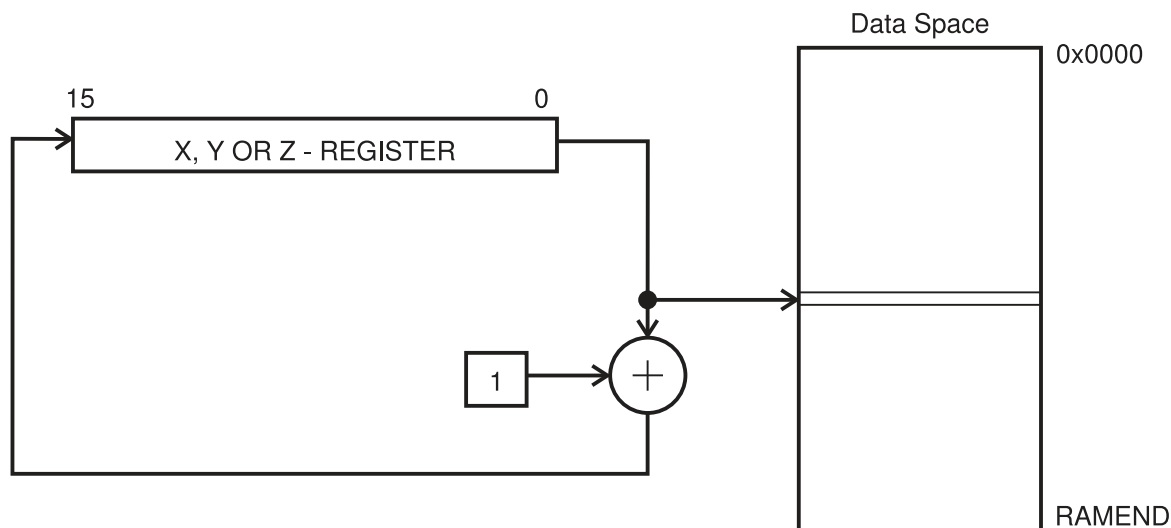 Data Space
0x0000
15
0
X, Y OR Z - REGISTER
1
RAMEND